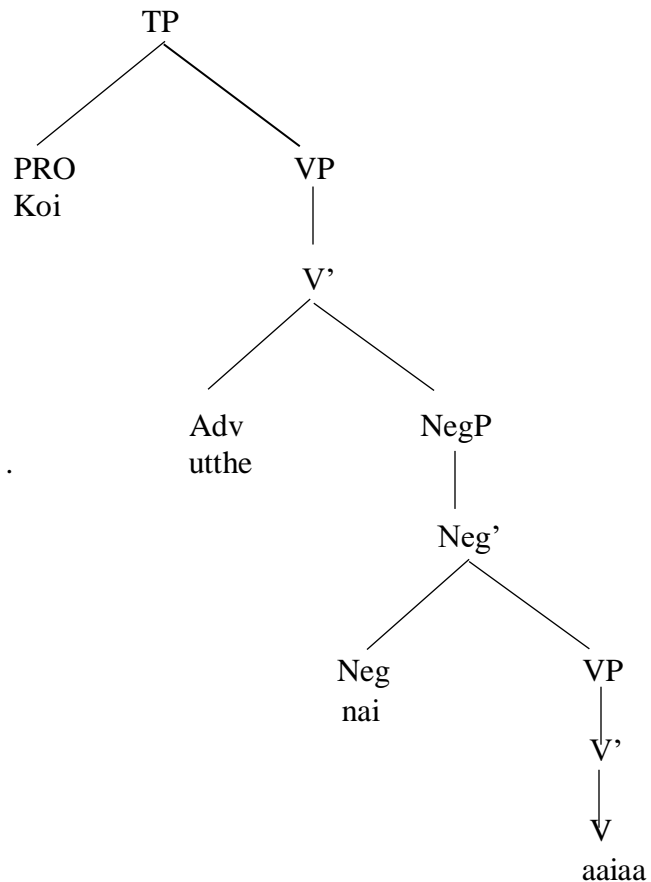 TP
PRO VP
Koi
V’
Adv NegP
utthe
.
Neg’
Neg VP
nai
V’
V
aaiaa